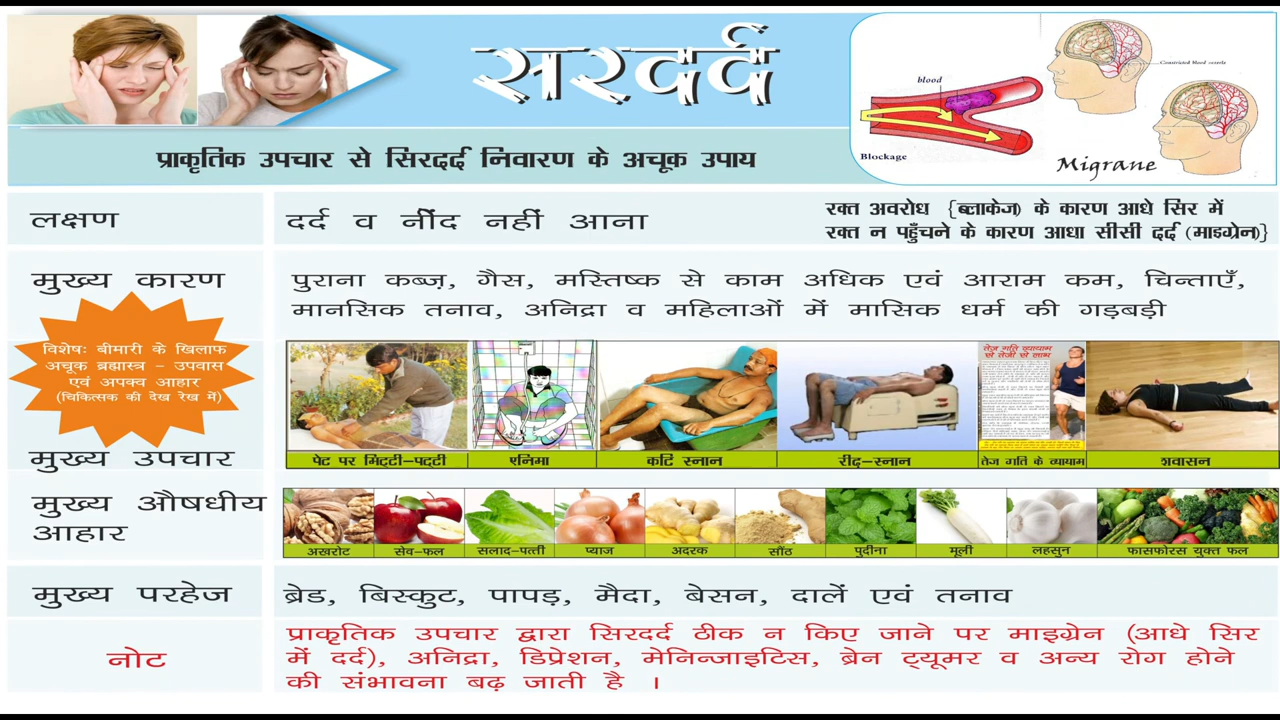 सरदर्द
प्राकृतिक उपचार से सिरदर्द निवारण के अचूक उपाय
blood
Blockage
Constricted blood vessels
Migrane
लक्षण
दर्द व नींद नहीं आना
रक्त अवरोध {ब्लाकेज) के कारण आधे सिर में
रक्त न पहुँचने के कारण आधा सीसी दर्द (माइग्रेन)}
मुख्य कारण
पुराना कब्ज़, गैस, मस्तिष्क से काम अधिक एवं आराम कम, चिन्ताएँ,
मानसिक तनाव, अनिद्रा व महिलाओं में मासिक धर्म की गड़बड़ी
विशेषः बीमारी के खिलाफ
अचूक ब्रह्मास्त्र - उपवास
एवं अपक्व आहार
(चिकित्सक की देख रेख में)
मुख्य उपचार
तेज़ गति व्यायाम
से तेजी से लाभ
पेट पर मिट्टी-पट्टी
एनिमा
कटि स्नान
रीढ़-स्नान
तेज गति के व्यायाम
शवासन
मुख्य औषधीय
आहार
अखरोट
सेव-फल
सलाद-पत्ती
प्याज
अदरक
सौंठ
पुदीना
मूली
लहसुन
फासफोरस युक्त फल
मुख्य परहेज
ब्रेड, बिस्कुट, पापड़, मैदा, बेसन, दालें एवं तनाव
नोट
प्राकृतिक उपचार द्वारा सिरदर्द ठीक न किए जाने पर माइग्रेन (आधे सिर
में दर्द), अनिद्रा, डिप्रेशन, मेनिन्जाइटिस, ब्रेन ट्यूमर व अन्य रोग होने
की संभावना बढ़ जाती है ।